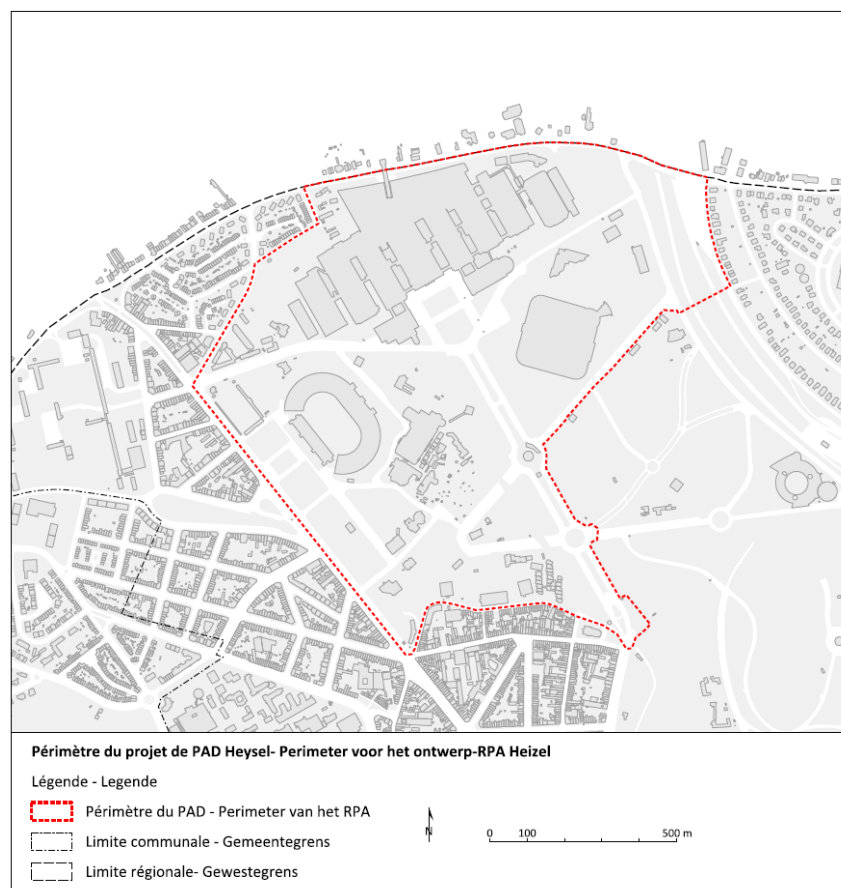 Périmètre du projet de PAD Heysel- Perimeter voor het ontwerp-RPA Heizel
Légende - Legende
Périmètre du PAD - Perimeter van het RPA
Limite communale - Gemeentegrens
Limite régionale- Gewestegrens
N
0 100 500 m